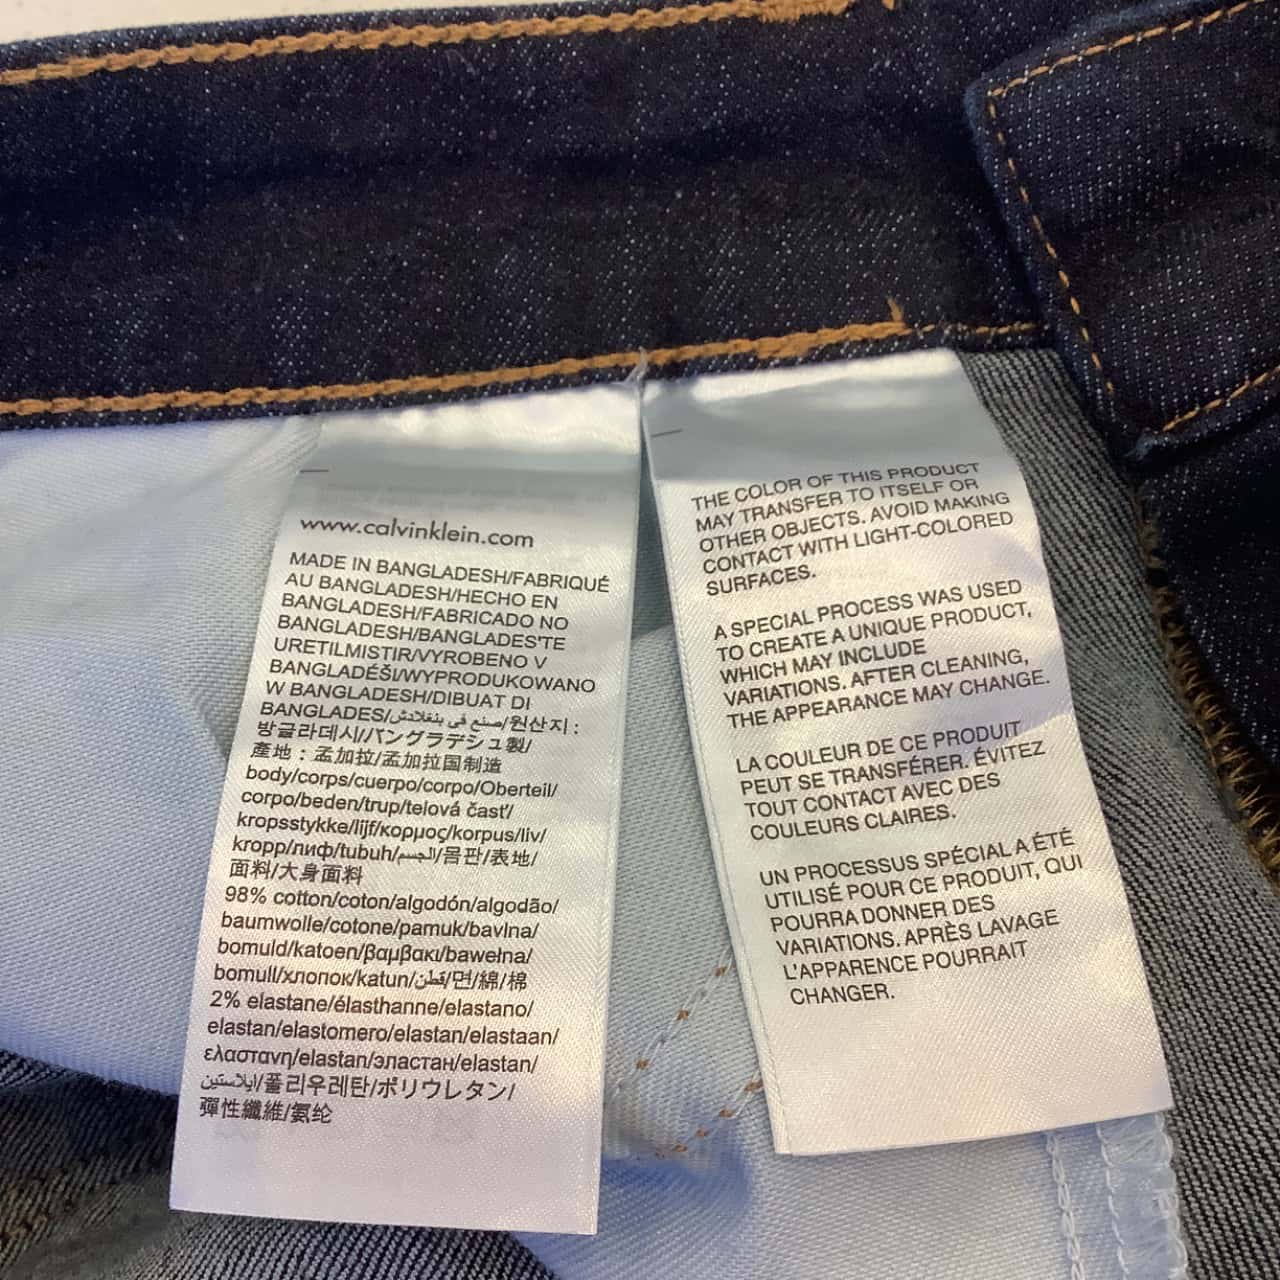 www.calvinklein.com
MADE IN BANGLADESH/FABRIQUÉ
AU BANGLADESH/HECHO EN
BANGLADESH/FABRICADO NO
BANGLADESH/BANGLADES'TE
URETILMISTIR/VYROBENO V
BANGLADÉŠI/WYPRODUKOWANO
W BANGLADESH/DIBUAT DI
BANGLADES/صنع في بنغلادش/원산지 :
방글라데시/バングラデシュ製/
產地 : 孟加拉/孟加拉国制造
body/corps/cuerpo/corpo/Oberteil/
corpo/beden/trup/telová časť/
kropsstykke/lijf/κορμος/korpus/liv/
kropp/лиф/tubuh/الجسم/몸판/表地/
面料/大身面料
98% cotton/coton/algodón/algodão/
baumwolle/cotone/pamuk/bavlna/
bomuld/katoen/βαμβακι/bawełna/
bomull/хлопок/katun/قطن/면/綿/棉
2% elastane/élasthanne/elastano/
elastan/elastomero/elastan/elastaan/
ελαστανη/elastan/эластан/elastan/
ايلاستين/폴리우레탄/ポリウレタン/
彈性纖維/氨纶
THE COLOR OF THIS PRODUCT
MAY TRANSFER TO ITSELF OR
OTHER OBJECTS. AVOID MAKING
CONTACT WITH LIGHT-COLORED
SURFACES.
A SPECIAL PROCESS WAS USED
TO CREATE A UNIQUE PRODUCT,
WHICH MAY INCLUDE
VARIATIONS. AFTER CLEANING,
THE APPEARANCE MAY CHANGE.
LA COULEUR DE CE PRODUIT
PEUT SE TRANSFÉRER. ÉVITEZ
TOUT CONTACT AVEC DES
COULEURS CLAIRES.
UN PROCESSUS SPÉCIAL A ÉTÉ
UTILISÉ POUR CE PRODUIT, QUI
POURRA DONNER DES
VARIATIONS. APRÈS LAVAGE
L'APPARENCE POURRAIT
CHANGER.